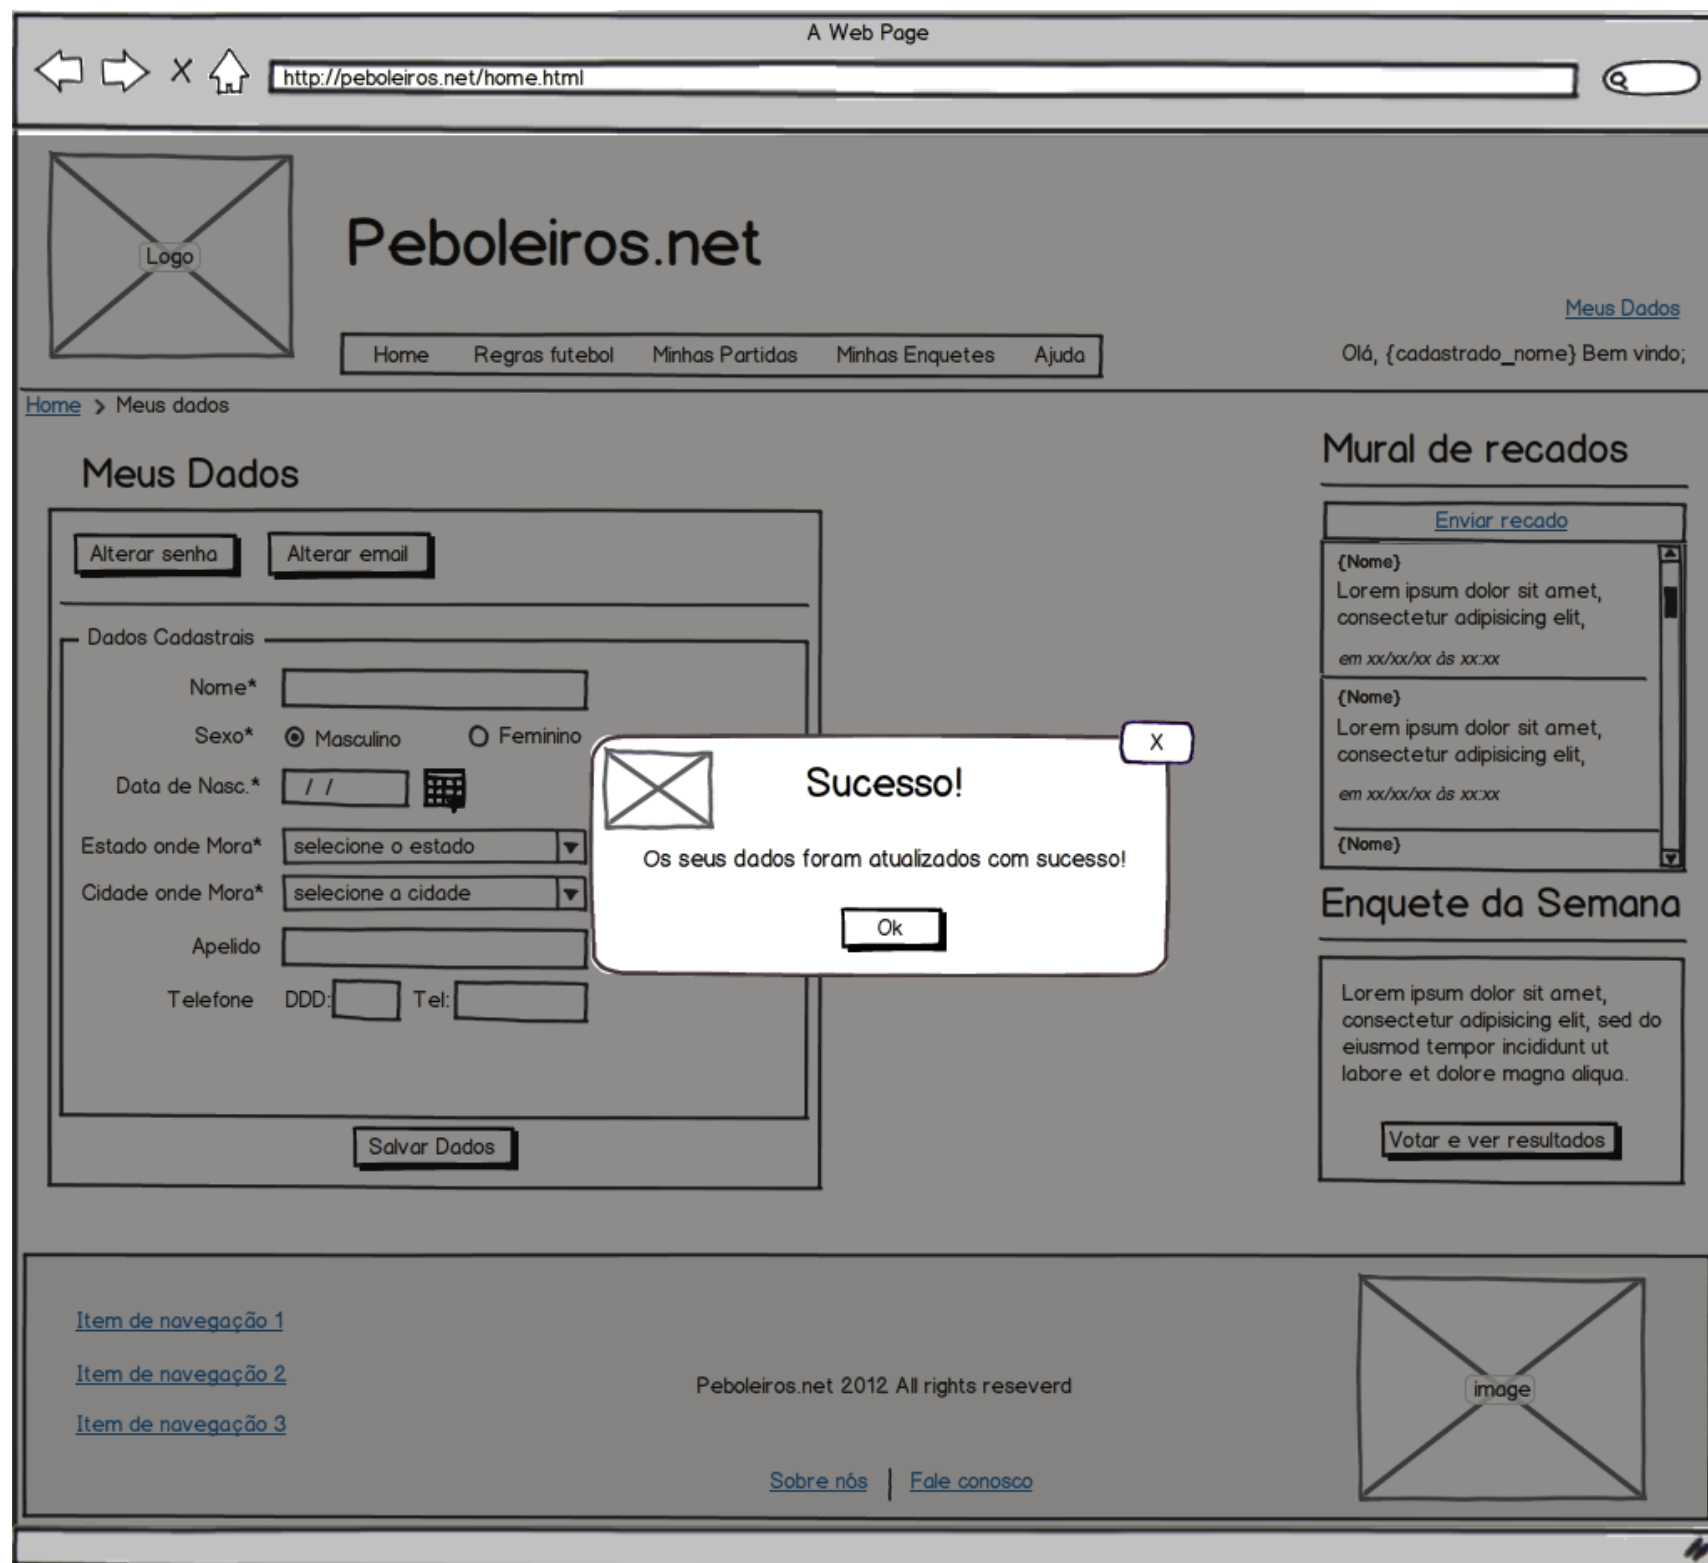 A Web Page
http://peboleiros.net/home.html
Logo
Peboleiros.net
Meus Dados
Home Regras futebol Minhas Partidas Minhas Enquetes Ajuda
Olá, {cadastrado_nome} Bem vindo;
Home > Meus dados
Meus Dados
Alterar senha Alterar email
Dados Cadastrais
Nome*
Sexo* Masculino Feminino
Data de Nasc.* / /
Estado onde Mora* selecione o estado
Cidade onde Mora* selecione a cidade
Apelido
Telefone DDD: Tel:
Salvar Dados
X
Sucesso!
Os seus dados foram atualizados com sucesso!
Ok
Mural de recados
Enviar recado
{Nome}
Lorem ipsum dolor sit amet,
consectetur adipisicing elit,
em xx/xx/xx às xx:xx
{Nome}
Lorem ipsum dolor sit amet,
consectetur adipisicing elit,
em xx/xx/xx às xx:xx
{Nome}
Enquete da Semana
Lorem ipsum dolor sit amet,
consectetur adipisicing elit, sed do
eiusmod tempor incididunt ut
labore et dolore magna aliqua.
Votar e ver resultados
Item de navegação 1
Item de navegação 2
Item de navegação 3
Peboleiros.net 2012 All rights reseverd
Sobre nós | Fale conosco
image